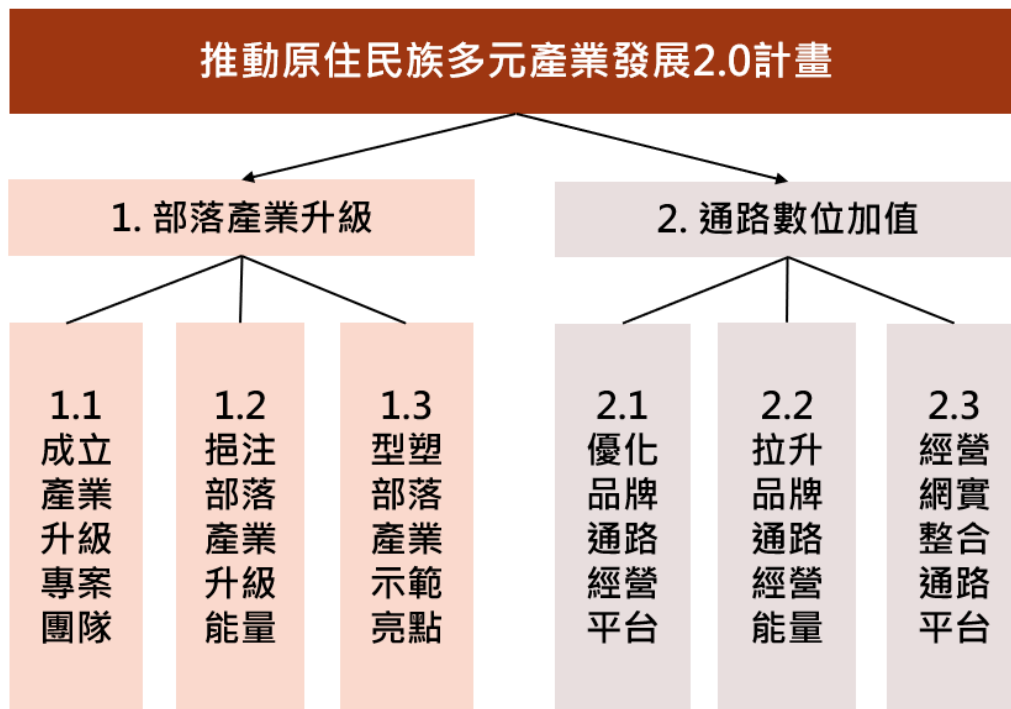 推動原住民族多元產業發展2.0計畫
1. 部落產業升級
2. 通路數位加值
1.1
成立
產業
升級
專案
團隊
1.2
挹注
部落
產業
升級
能量
1.3
型塑
部落
產業
示範
亮點
2.1
優化
品牌
通路
經營
平台
2.2
拉升
品牌
通路
經營
能量
2.3
經營
網實
整合
通路
平台